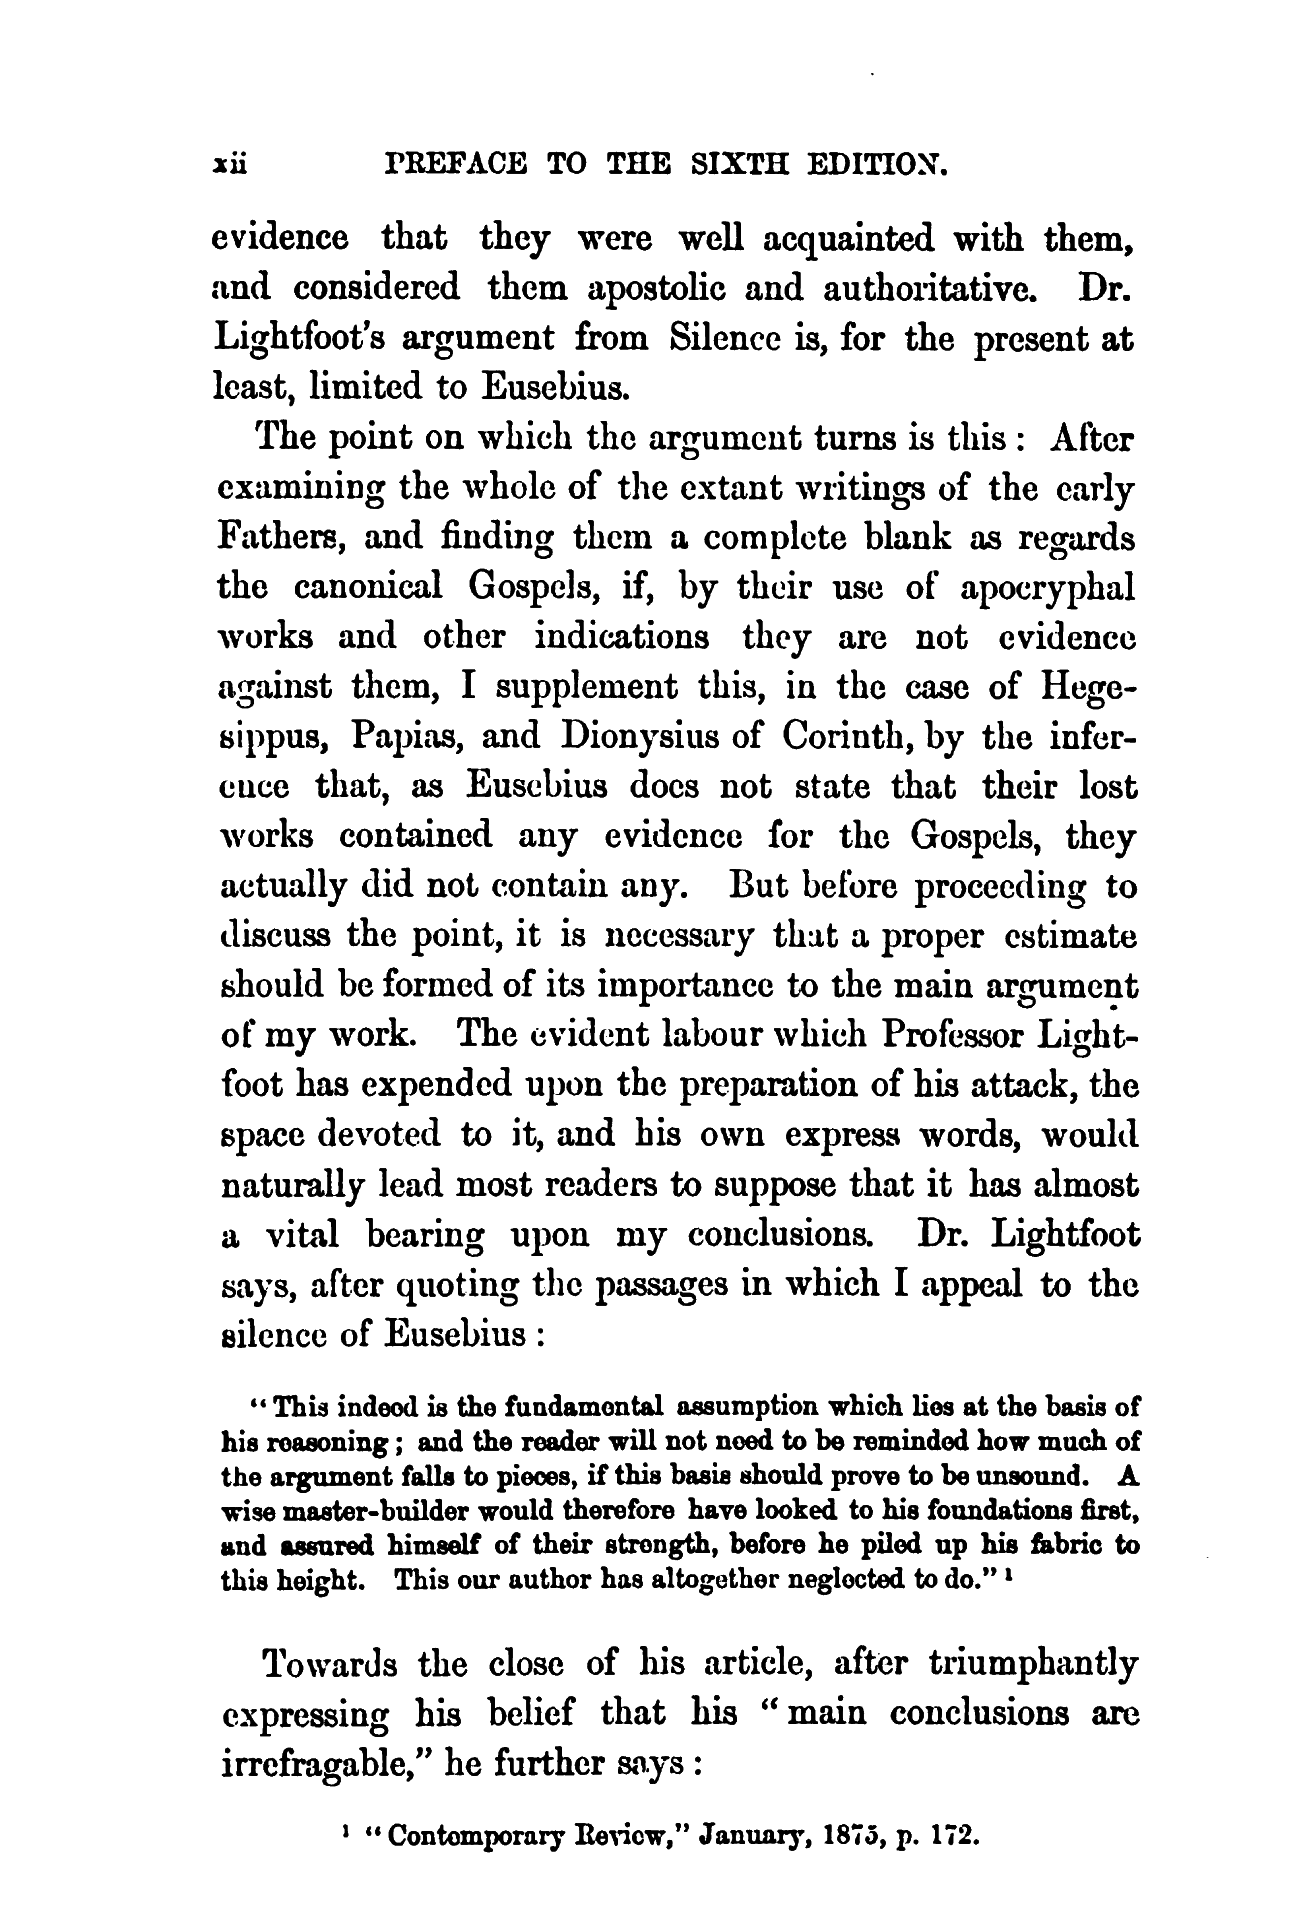 xii PREFACE TO THE SIXTH EDITION.
evidence that they were well acquainted with them,
and considered them apostolic and authoritative. Dr.
Lightfoot's argument from Silence is, for the present at
least, limited to Eusebius.
The point on which the argument turns is this : After
examining the whole of the extant writings of the early
Fathers, and finding them a complete blank as regards
the canonical Gospels, if, by their use of apocryphal
works and other indications they are not evidence
against them, I supplement this, in the case of Hege-
sippus, Papias, and Dionysius of Corinth, by the infer-
ence that, as Eusebius does not state that their lost
works contained any evidence for the Gospels, they
actually did not contain any. But before proceeding to
discuss the point, it is necessary that a proper estimate
should be formed of its importance to the main argument
of my work. The evident labour which Professor Light-
foot has expended upon the preparation of his attack, the
space devoted to it, and his own express words, would
naturally lead most readers to suppose that it has almost
a vital bearing upon my conclusions. Dr. Lightfoot
says, after quoting the passages in which I appeal to the
silence of Eusebius :
“ This indeed is the fundamental assumption which lies at the basis of
his reasoning ; and the reader will not need to be reminded how much of
the argument falls to pieces, if this basis should prove to be unsound. A
wise master-builder would therefore have looked to his foundations first,
and assured himself of their strength, before he piled up his fabric to
this height. This our author has altogether neglected to do.” ¹
Towards the close of his article, after triumphantly
expressing his belief that his “ main conclusions are
irrefragable,” he further says :
¹ “ Contemporary Review,” January, 1875, p. 172.